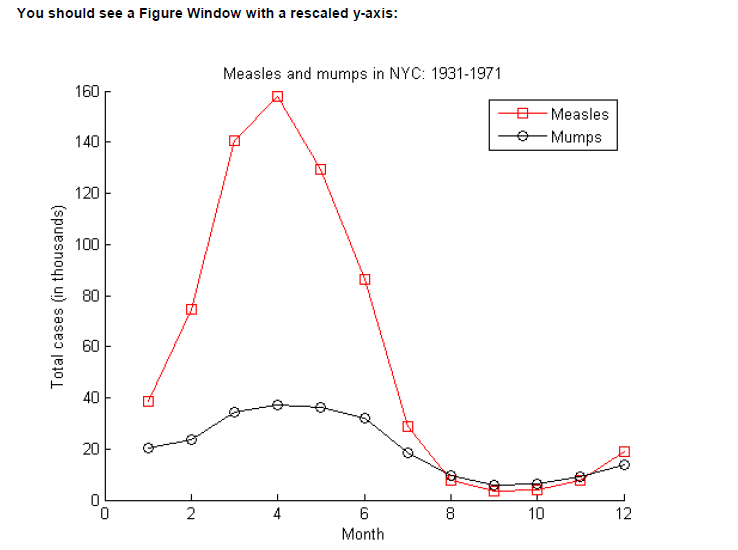 You should see a Figure Window with a rescaled y-axis:
Measles and mumps in NYC: 1931-1971
160
140
120
100
80
60
40
20
0
Total cases (in thousands)
Measles
Mumps
0 2 4 6 8 10 12
Month